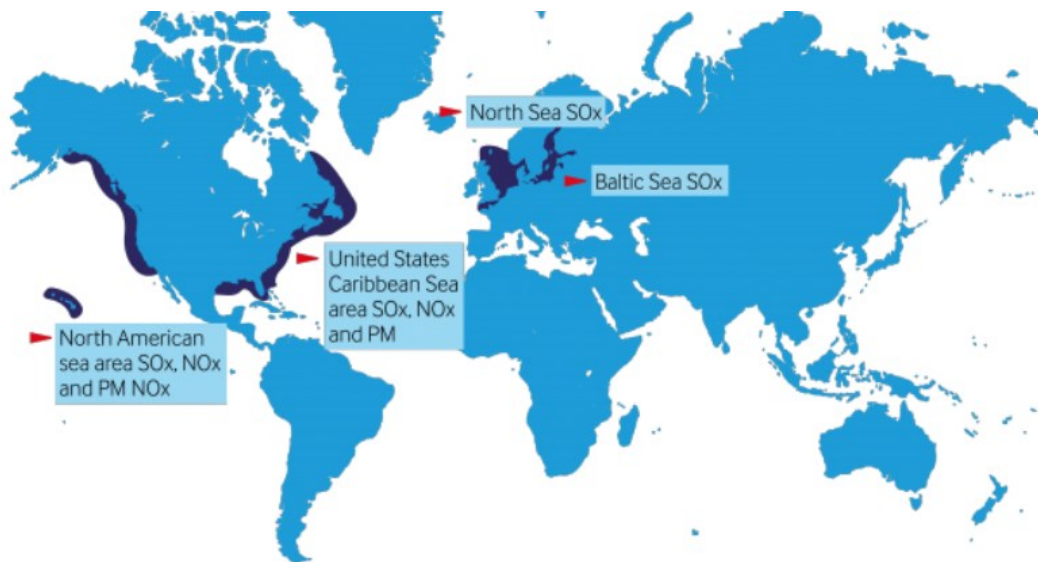 North Sea SOx
Baltic Sea SOx
United States
Caribbean Sea
area SOx, NOx
and PM
North American
sea area SOx, NOx
and PM NOx